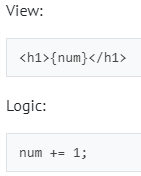 View:
<h1>{num}</h1>
Logic:
num += 1;